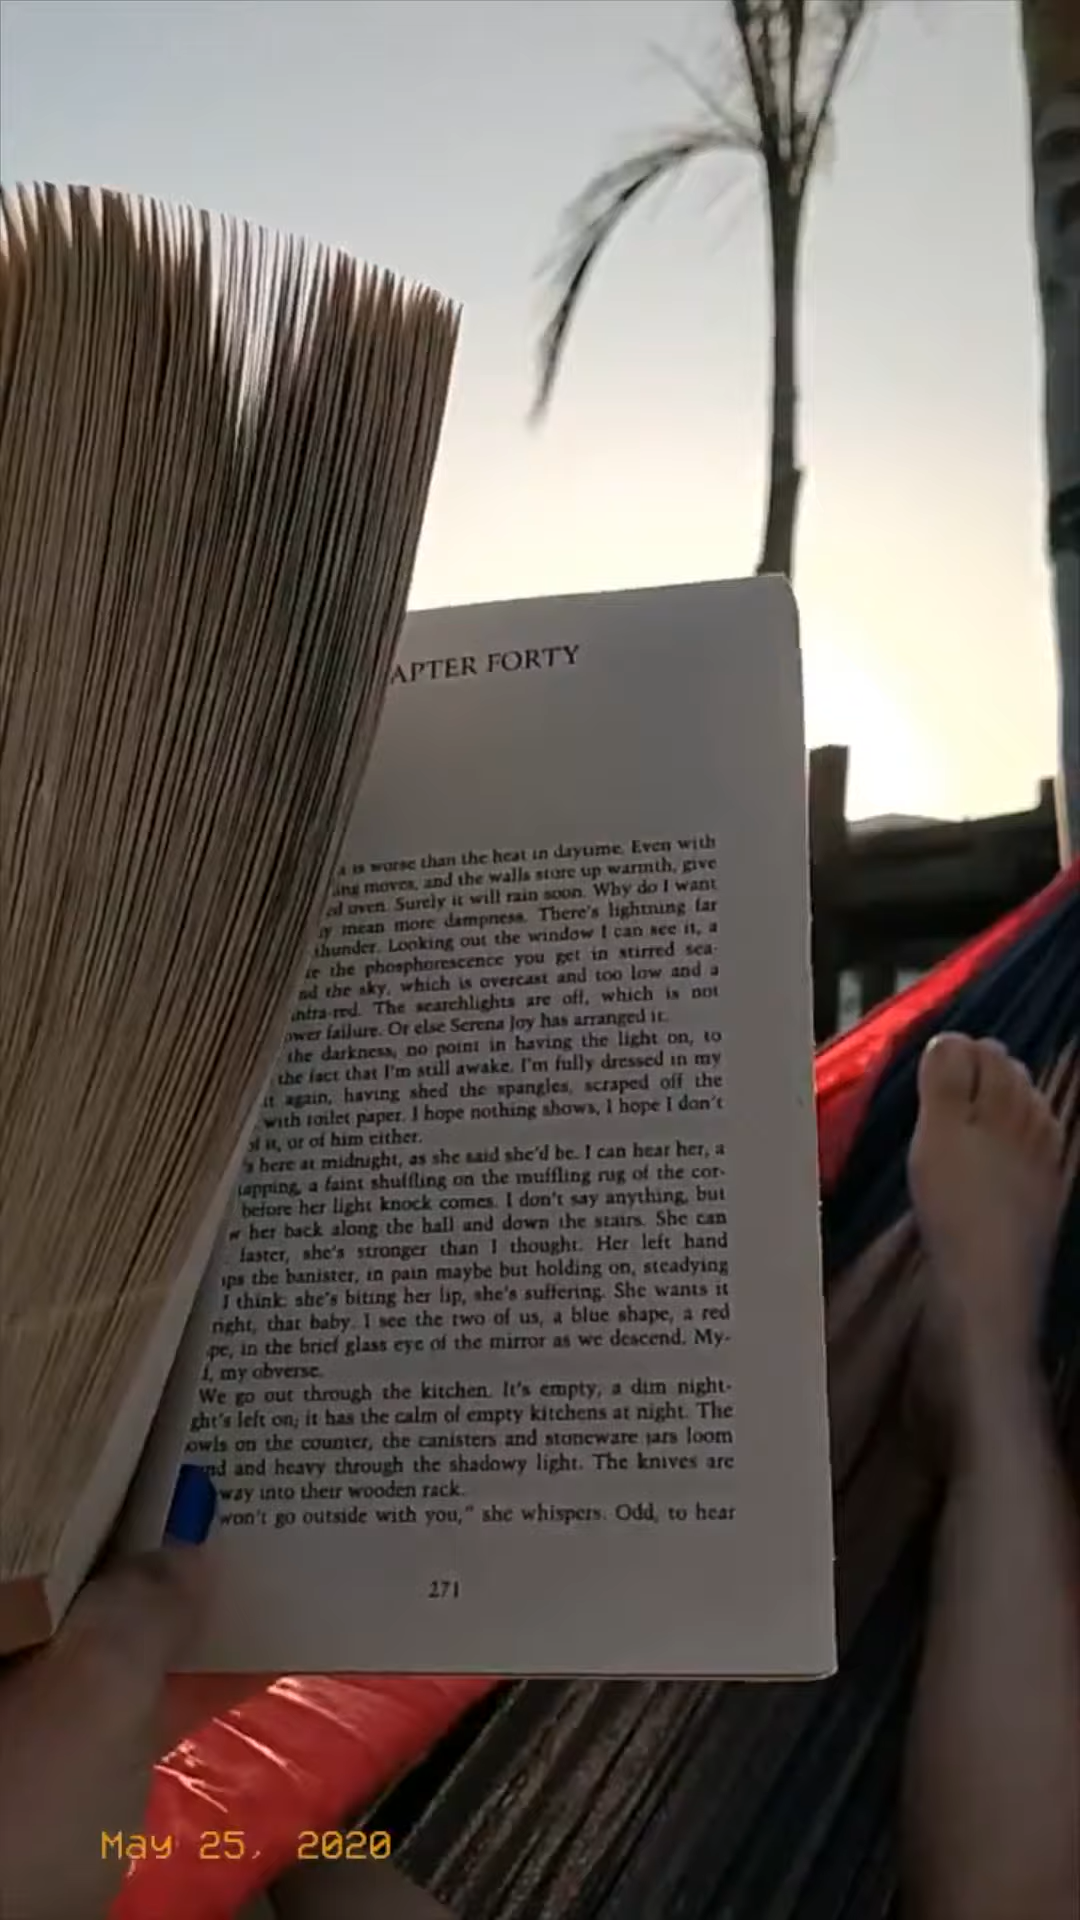 APTER FORTY
is worse than the heat in daytime. Even with
ing moves, and the walls store up warmth, give
ed oven. Surely it will rain soon. Why do I want
y mean more dampness. There's lightning far
thunder. Looking out the window I can see it, a
e the phosphorescence you get in stirred sea-
nd the sky, which is overcast and too low and a
infra-red. The searchlights are off, which is not
ower failure. Or else Serena Joy has arranged it.
the darkness, no point in having the light on, to
the fact that I'm still awake. I'm fully dressed in my
it again, having shed the spangles, scraped off the
with toilet paper. I hope nothing shows, I hope I don't
of it, or of him either.
's here at midnight, as she said she'd be. I can hear her, a
tapping, a faint shuffling on the muffling rug of the cor-
before her light knock comes. I don't say anything, but
w her back along the hall and down the stairs. She can
faster, she's stronger than I thought. Her left hand
ips the banister, in pain maybe but holding on, steadying
I think: she's biting her lip, she's suffering. She wants it
right, that baby. I see the two of us, a blue shape, a red
pe, in the brief glass eye of the mirror as we descend. My-
f, my obverse.
We go out through the kitchen. It's empty, a dim night-
ght's left on; it has the calm of empty kitchens at night. The
owls on the counter, the canisters and stoneware jars loom
nd and heavy through the shadowy light. The knives are
way into their wooden rack.
won't go outside with you," she whispers. Odd, to hear
271
May 25, 2020